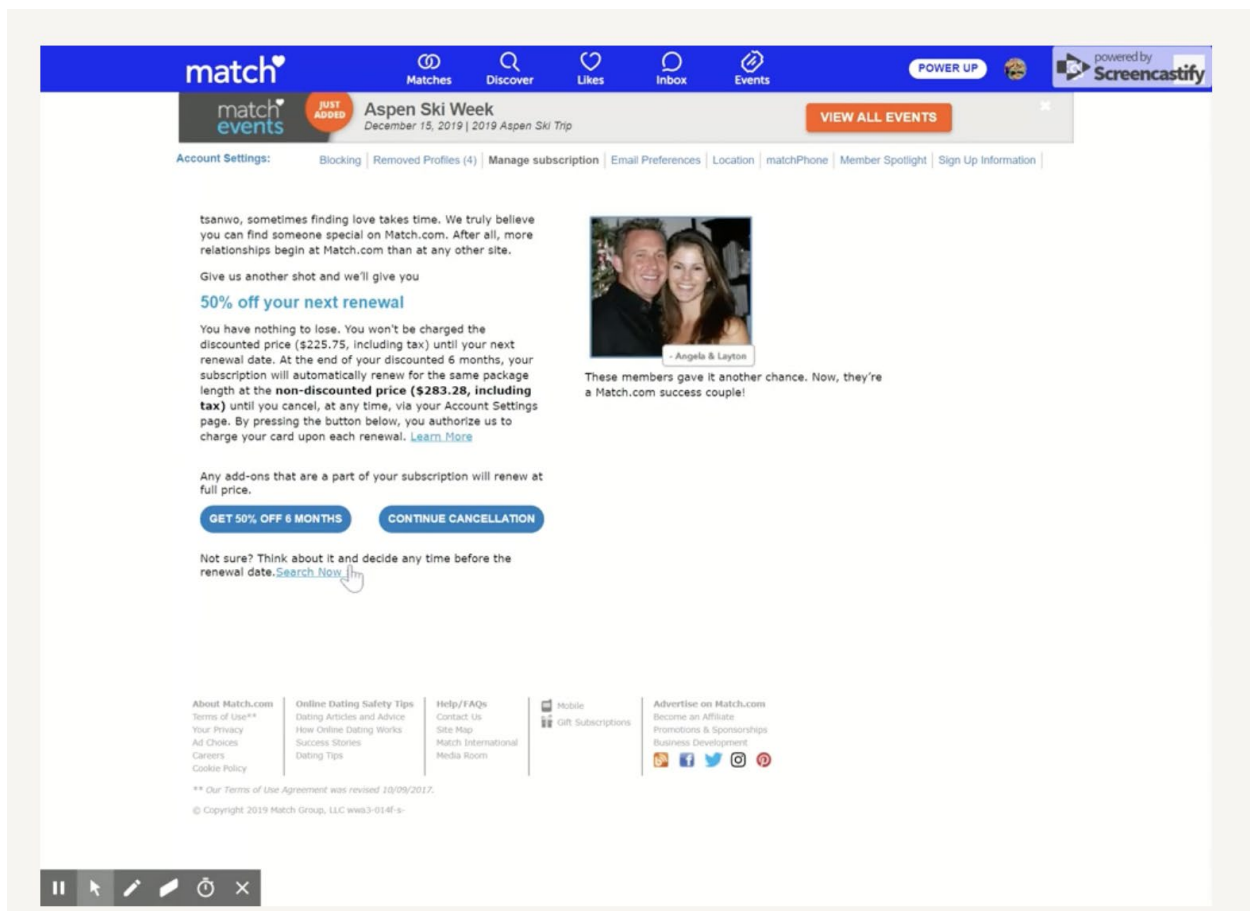 match
Matches
Discover
Likes
Inbox
Events
POWER UP
powered by
Screencastify
match
events
JUST
ADDED
Aspen Ski Week
December 15, 2019 | 2019 Aspen Ski Trip
VIEW ALL EVENTS
Account Settings: Blocking | Removed Profiles (4) | Manage subscription | Email Preferences | Location | matchPhone | Member Spotlight | Sign Up Information |
tsanwo, sometimes finding love takes time. We truly believe
you can find someone special on Match.com. After all, more
relationships begin at Match.com than at any other site.
Give us another shot and we'll give you
50% off your next renewal
You have nothing to lose. You won't be charged the
discounted price ($225.75, including tax) until your next
renewal date. At the end of your discounted 6 months, your
subscription will automatically renew for the same package
length at the non-discounted price ($283.28, including
tax) until you cancel, at any time, via your Account Settings
page. By pressing the button below, you authorize us to
charge your card upon each renewal. Learn More
Any add-ons that are a part of your subscription will renew at
full price.
GET 50% OFF 6 MONTHS
CONTINUE CANCELLATION
Not sure? Think about it and decide any time before the
renewal date.Search Now
- Angela & Layton
These members gave it another chance. Now, they're
a Match.com success couple!
About Match.com
Terms of Use**
Your Privacy
Ad Choices
Careers
Cookie Policy
Online Dating Safety Tips
Dating Articles and Advice
How Online Dating Works
Success Stories
Dating Tips
Help/FAQs
Contact Us
Site Map
Match International
Media Room
Mobile
Gift Subscriptions
Advertise on Match.com
Become an Affiliate
Promotions & Sponsorships
Business Development
** Our Terms of Use Agreement was revised 10/09/2017.
© Copyright 2019 Match Group, LLC wwa3-014f-s-